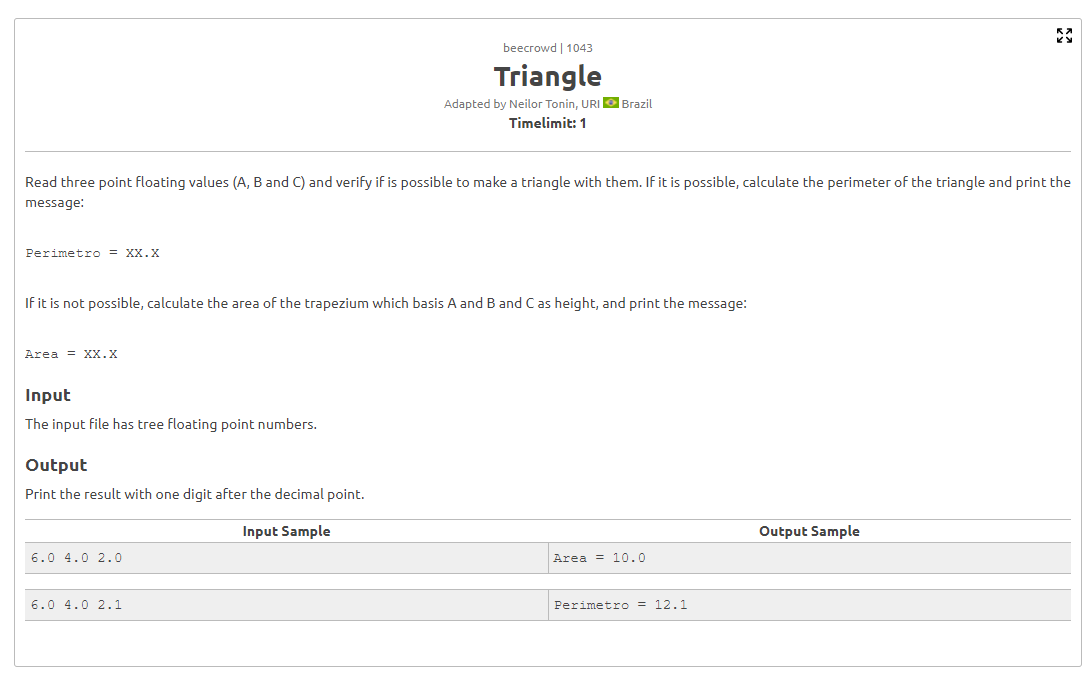 beecrowd | 1043
Triangle
Adapted by Neilor Tonin, URI Brazil
Timelimit: 1
Read three point floating values (A, B and C) and verify if is possible to make a triangle with them. If it is possible, calculate the perimeter of the triangle and print the
message:
Perimetro = XX.X
If it is not possible, calculate the area of the trapezium which basis A and B and C as height, and print the message:
Area = XX.X
Input
The input file has tree floating point numbers.
Output
Print the result with one digit after the decimal point.
Input Sample Output Sample
6.0 4.0 2.0 Area = 10.0
6.0 4.0 2.1 Perimetro = 12.1